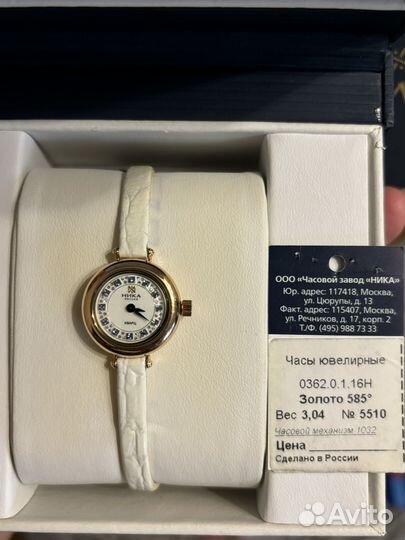 НИКА
РОССИЯ
КВАРЦ
ООО «Часовой завод «НИКА»
Юр. адрес: 117418, Москва,
ул. Цюрупы, д. 13
Факт. адрес: 115407, Москва,
ул. Речников, д. 17, корп. 2
Т./Ф. (495) 988 73 33
Часы ювелирные
0362.0.1.16Н
Золото 585°
Вес 3,04 № 5510
Часовой механизм 1032
Цена
Сделано в России
Avito